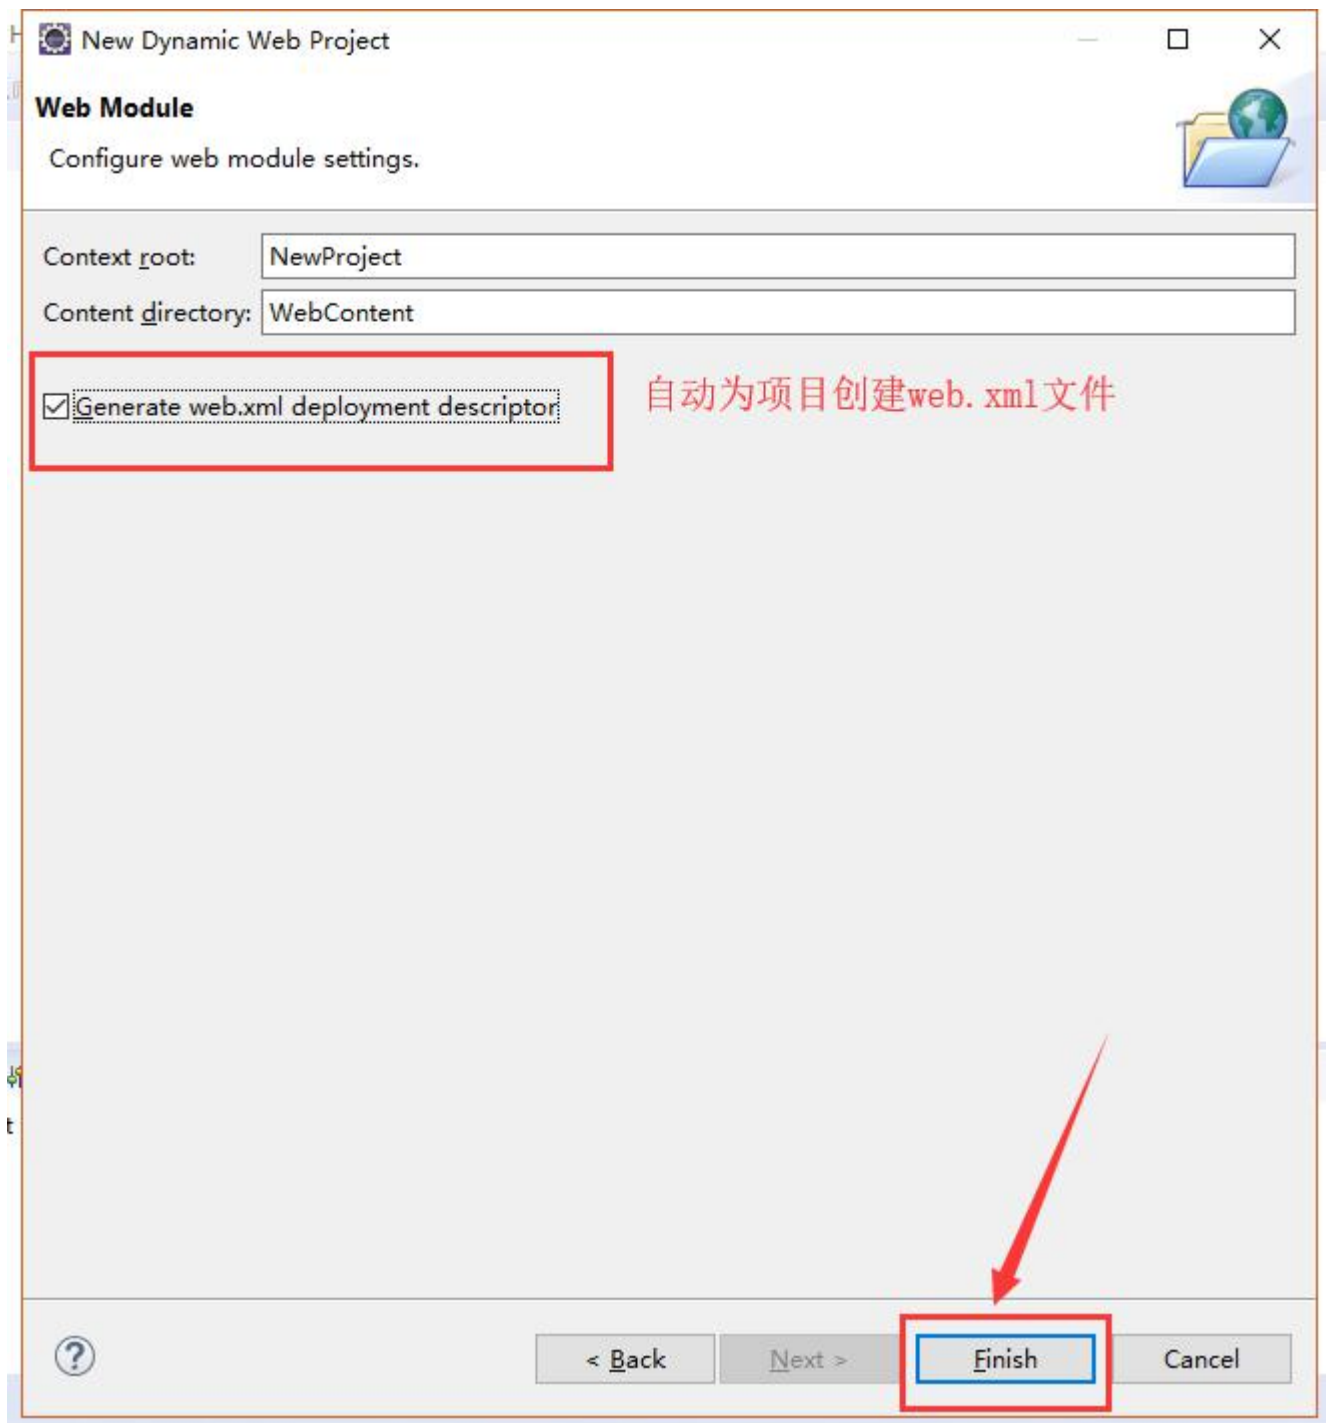 New Dynamic Web Project
Web Module
Configure web module settings.
Context root: NewProject
Content directory: WebContent
Generate web.xml deployment descriptor
自动为项目创建web.xml文件
< Back Next > Finish Cancel